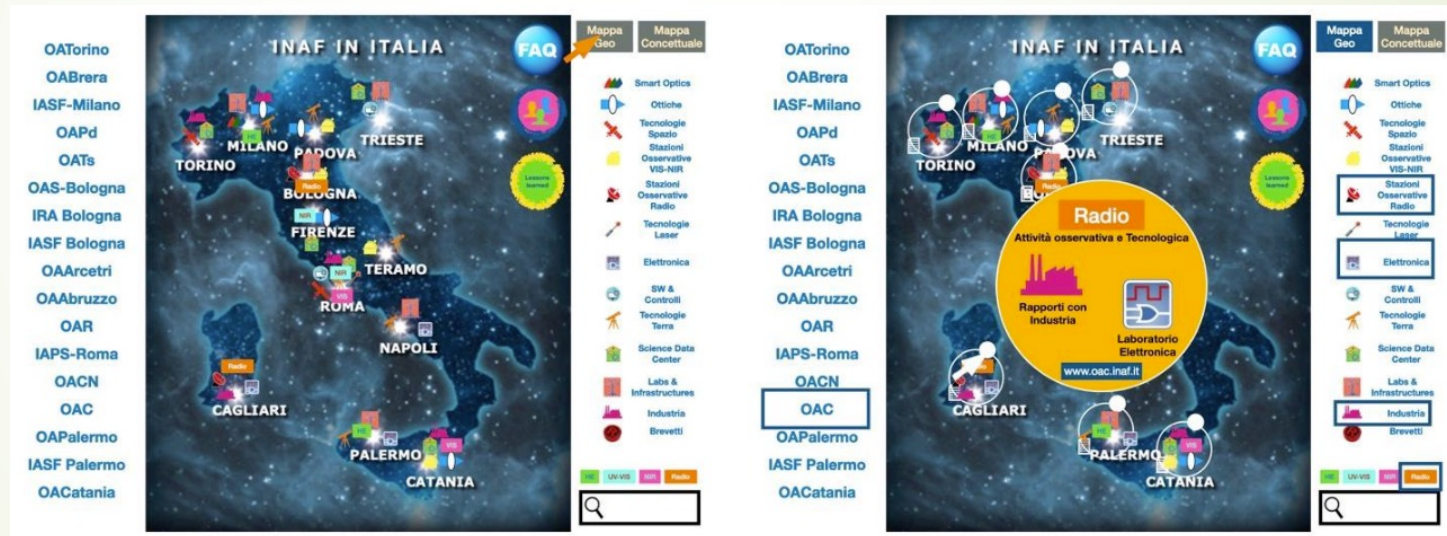 OATorino
OABrera
IASF-Milano
OAPd
OATs
OAS-Bologna
IRA Bologna
IASF Bologna
OAArcetri
OAAbruzzo
OAR
IAPS-Roma
OACN
OAC
OAPalermo
IASF Palermo
OACatania
INAF IN ITALIA
FAQ
TRIESTE
MILANO
PADOVA
TORINO
Lessons
learned
BOLOGNA
Radio
NIR
FIRENZE
TERAMO
NIR
VIS
ROMA
NAPOLI
Radio
CAGLIARI
HE
PALERMO
VIS
CATANIA
HE
Mappa
Geo
Mappa
Concettuale
Smart Optics
Ottiche
Tecnologie
Spazio
Stazioni
Osservative
VIS-NIR
Stazioni
Osservative
Radio
Tecnologie
Laser
Elettronica
SW &
Controlli
Tecnologie
Terra
Science Data
Center
Labs &
Infrastructures
Industria
Brevetti
HE UV-VIS NIR Radio
OATorino
OABrera
IASF-Milano
OAPd
OATs
OAS-Bologna
IRA Bologna
IASF Bologna
OAArcetri
OAAbruzzo
OAR
IAPS-Roma
OACN
OAC
OAPalermo
IASF Palermo
OACatania
INAF IN ITALIA
FAQ
TRIESTE
MILANO
TORINO
HE
Lessons
learned
Radio
Radio
Attività osservativa e Tecnologica
Rapporti con
Industria
Laboratorio
Elettronica
www.oac.inaf.it
Radio
CAGLIARI
HE
PALERMO
VIS
CATANIA
Mappa
Geo
Mappa
Concettuale
Smart Optics
Ottiche
Tecnologie
Spazio
Stazioni
Osservative
VIS-NIR
Stazioni
Osservative
Radio
Tecnologie
Laser
Elettronica
SW &
Controlli
Tecnologie
Terra
Science Data
Center
Labs &
Infrastructures
Industria
Brevetti
HE UV-VIS NIR Radio